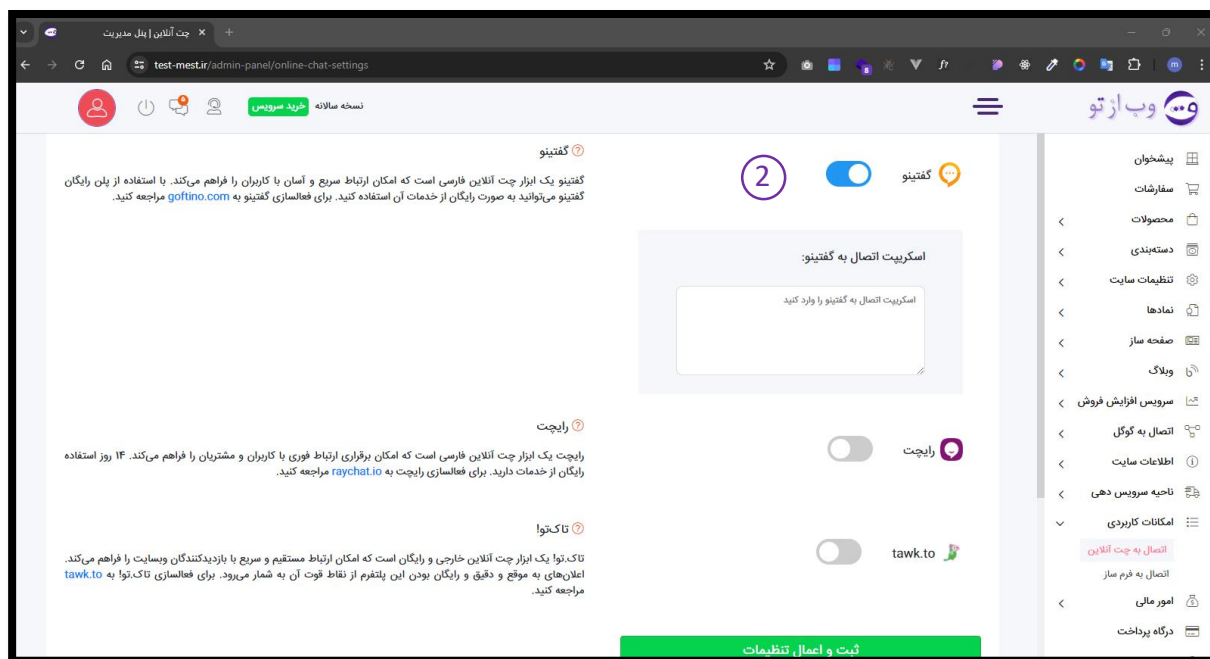 چت آنلاین | پنل مدیریت
test-mest.ir/admin-panel/online-chat-settings
وب از تو
نسخه سالانه خرید سرویس
پیشخوان
سفارشات
محصولات
دسته‌بندی
تنظیمات سایت
نمادها
صفحه ساز
وبلاگ
سرویس افزایش فروش
اتصال به گوگل
اطلاعات سایت
ناحیه سرویس دهی
امکانات کاربردی
اتصال به چت آنلاین
اتصال به فرم ساز
امور مالی
درگاه پرداخت
گفتینو
2
گفتینو
گفتینو یک ابزار چت آنلاین فارسی است که امکان ارتباط سریع و آسان با کاربران را فراهم می‌کند. با استفاده از پلن رایگان
گفتینو می‌توانید به صورت رایگان از خدمات آن استفاده کنید. برای فعالسازی گفتینو به goftino.com مراجعه کنید.
اسکریپت اتصال به گفتینو:
اسکریپت اتصال به گفتینو را وارد کنید
رایچت
رایچت
رایچت یک ابزار چت آنلاین فارسی است که امکان برقراری ارتباط فوری با کاربران و مشتریان را فراهم می‌کند. ۱۴ روز استفاده
رایگان از خدمات دارید. برای فعالسازی رایچت به raychat.io مراجعه کنید.
tawk.to
تاک‌تو!
تاک.تو! یک ابزار چت آنلاین خارجی و رایگان است که امکان ارتباط مستقیم و سریع با بازدیدکنندگان وبسایت را فراهم می‌کند.
اعلان‌های به موقع و دقیق و رایگان بودن این پلتفرم از نقاط قوت آن به شمار می‌رود. برای فعالسازی تاک.تو! به tawk.to
مراجعه کنید.
ثبت و اعمال تنظیمات